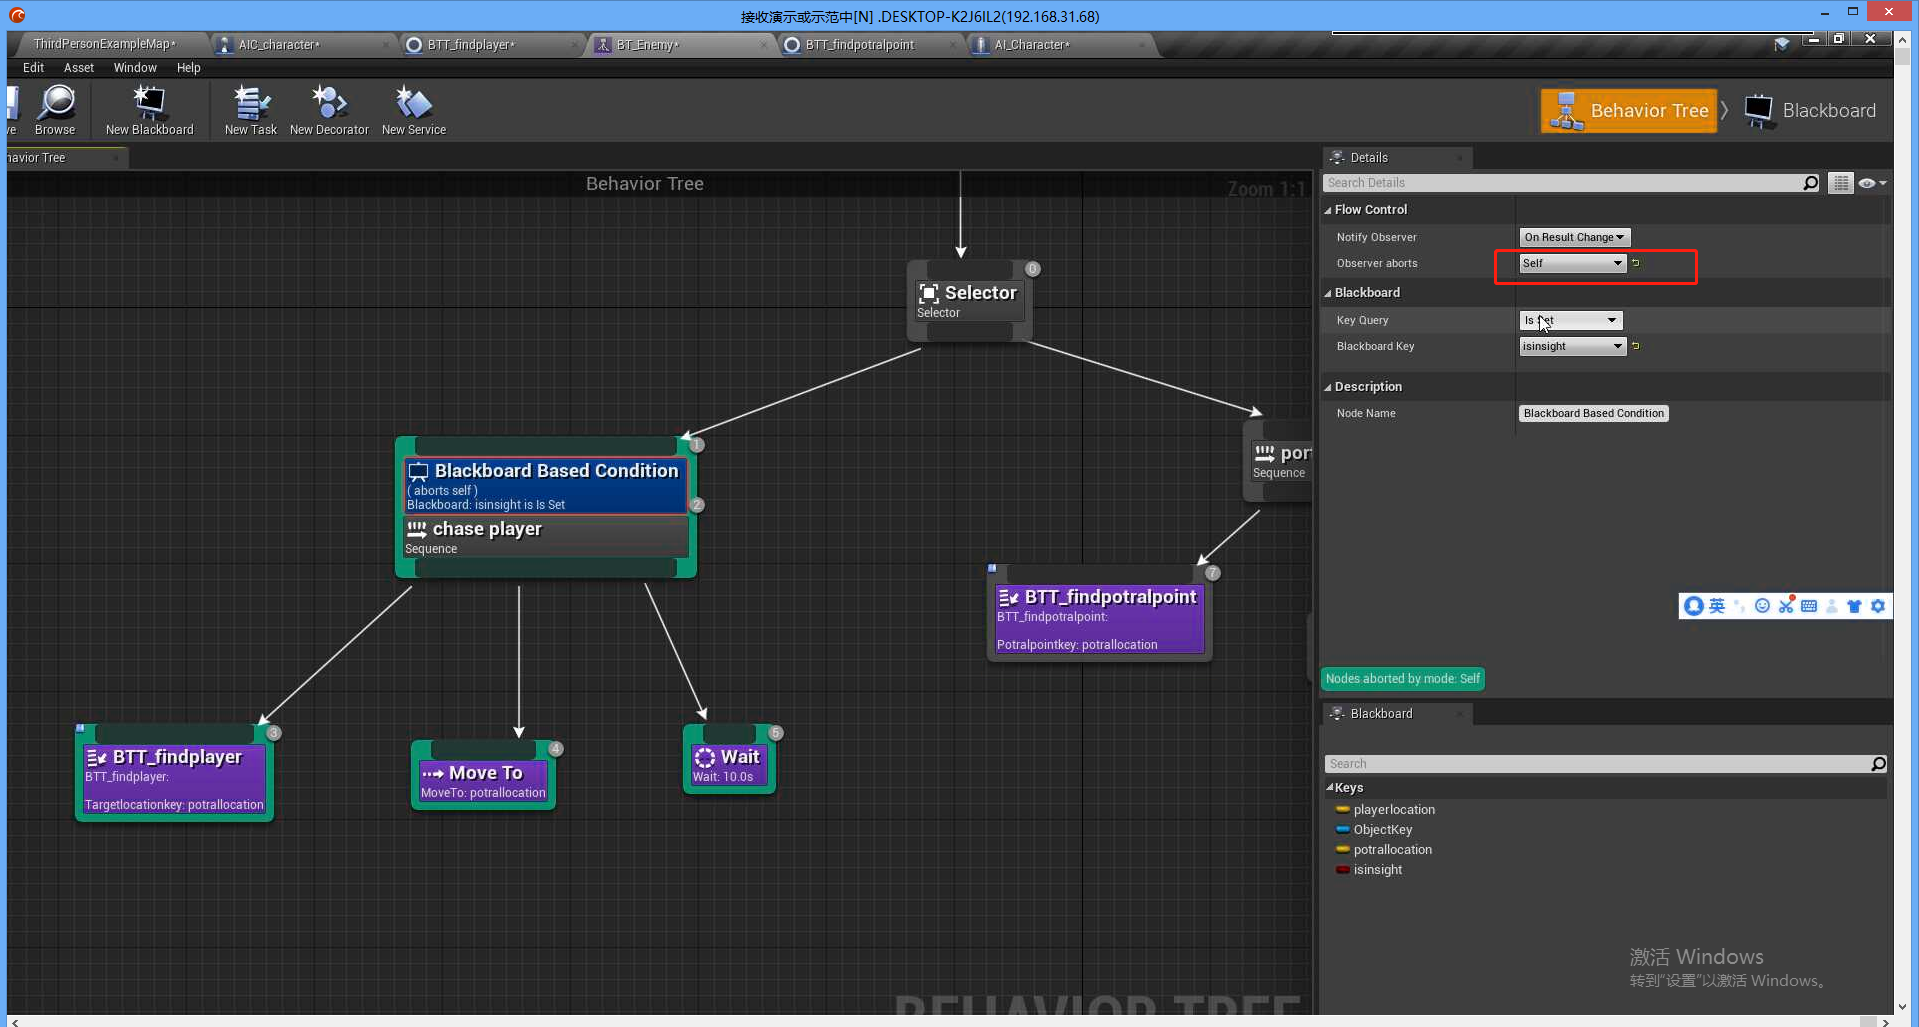 接收演示或示范中[N] .DESKTOP-K2J6IL2(192.168.31.68)
ThirdPersonExampleMap*
AIC_character*
BTT_findplayer*
BT_Enemy*
BTT_findpotralpoint
AI_Character*
Edit Asset Window Help
ve
Browse
New Blackboard
New Task
New Decorator
New Service
Behavior Tree
Blackboard
havior Tree
Behavior Tree
Zoom 1:1
Details
Search Details
Flow Control
Notify Observer
On Result Change
Observer aborts
Self
Blackboard
Key Query
Blackboard Key
isinsight
Description
Node Name
Blackboard Based Condition
0
Selector
Selector
1
Blackboard Based Condition
( aborts self )
Blackboard: isinsight is Is Set
2
chase player
Sequence
por
Sequence
7
BTT_findpotralpoint
BTT_findpotralpoint:
Potralpointkey: potrallocation
3
BTT_findplayer
BTT_findplayer:
Targetlocationkey: potrallocation
4
Move To
MoveTo: potrallocation
5
Wait
Wait: 10.0s
英
Nodes aborted by mode: Self
Blackboard
Search
Keys
playerlocation
ObjectKey
potrallocation
isinsight
激活 Windows
转到"设置"以激活 Windows。
BEHAVIOR TREE